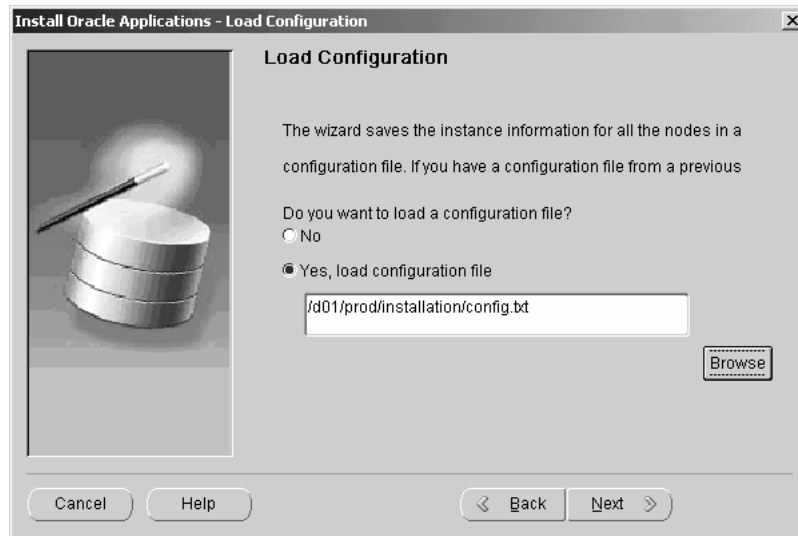 Install Oracle Applications - Load Configuration
Load Configuration
The wizard saves the instance information for all the nodes in a
configuration file. If you have a configuration file from a previous
Do you want to load a configuration file?
No
Yes, load configuration file
/d01/prod/installation/config.txt
Browse
Cancel Help Back Next